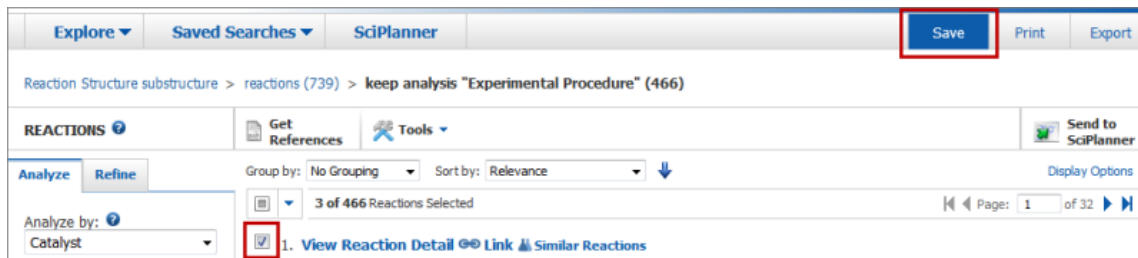 Explore ▼ Saved Searches ▼ SciPlanner Save Print Export
Reaction Structure substructure > reactions (739) > keep analysis "Experimental Procedure" (466)
REACTIONS ? Get References Tools ▼ Send to SciPlanner
Analyze Refine Group by: No Grouping ▼ Sort by: Relevance ▼ Display Options
3 of 466 Reactions Selected Page: 1 of 32
Analyze by: ?
Catalyst ▼ 1. View Reaction Detail Link Similar Reactions